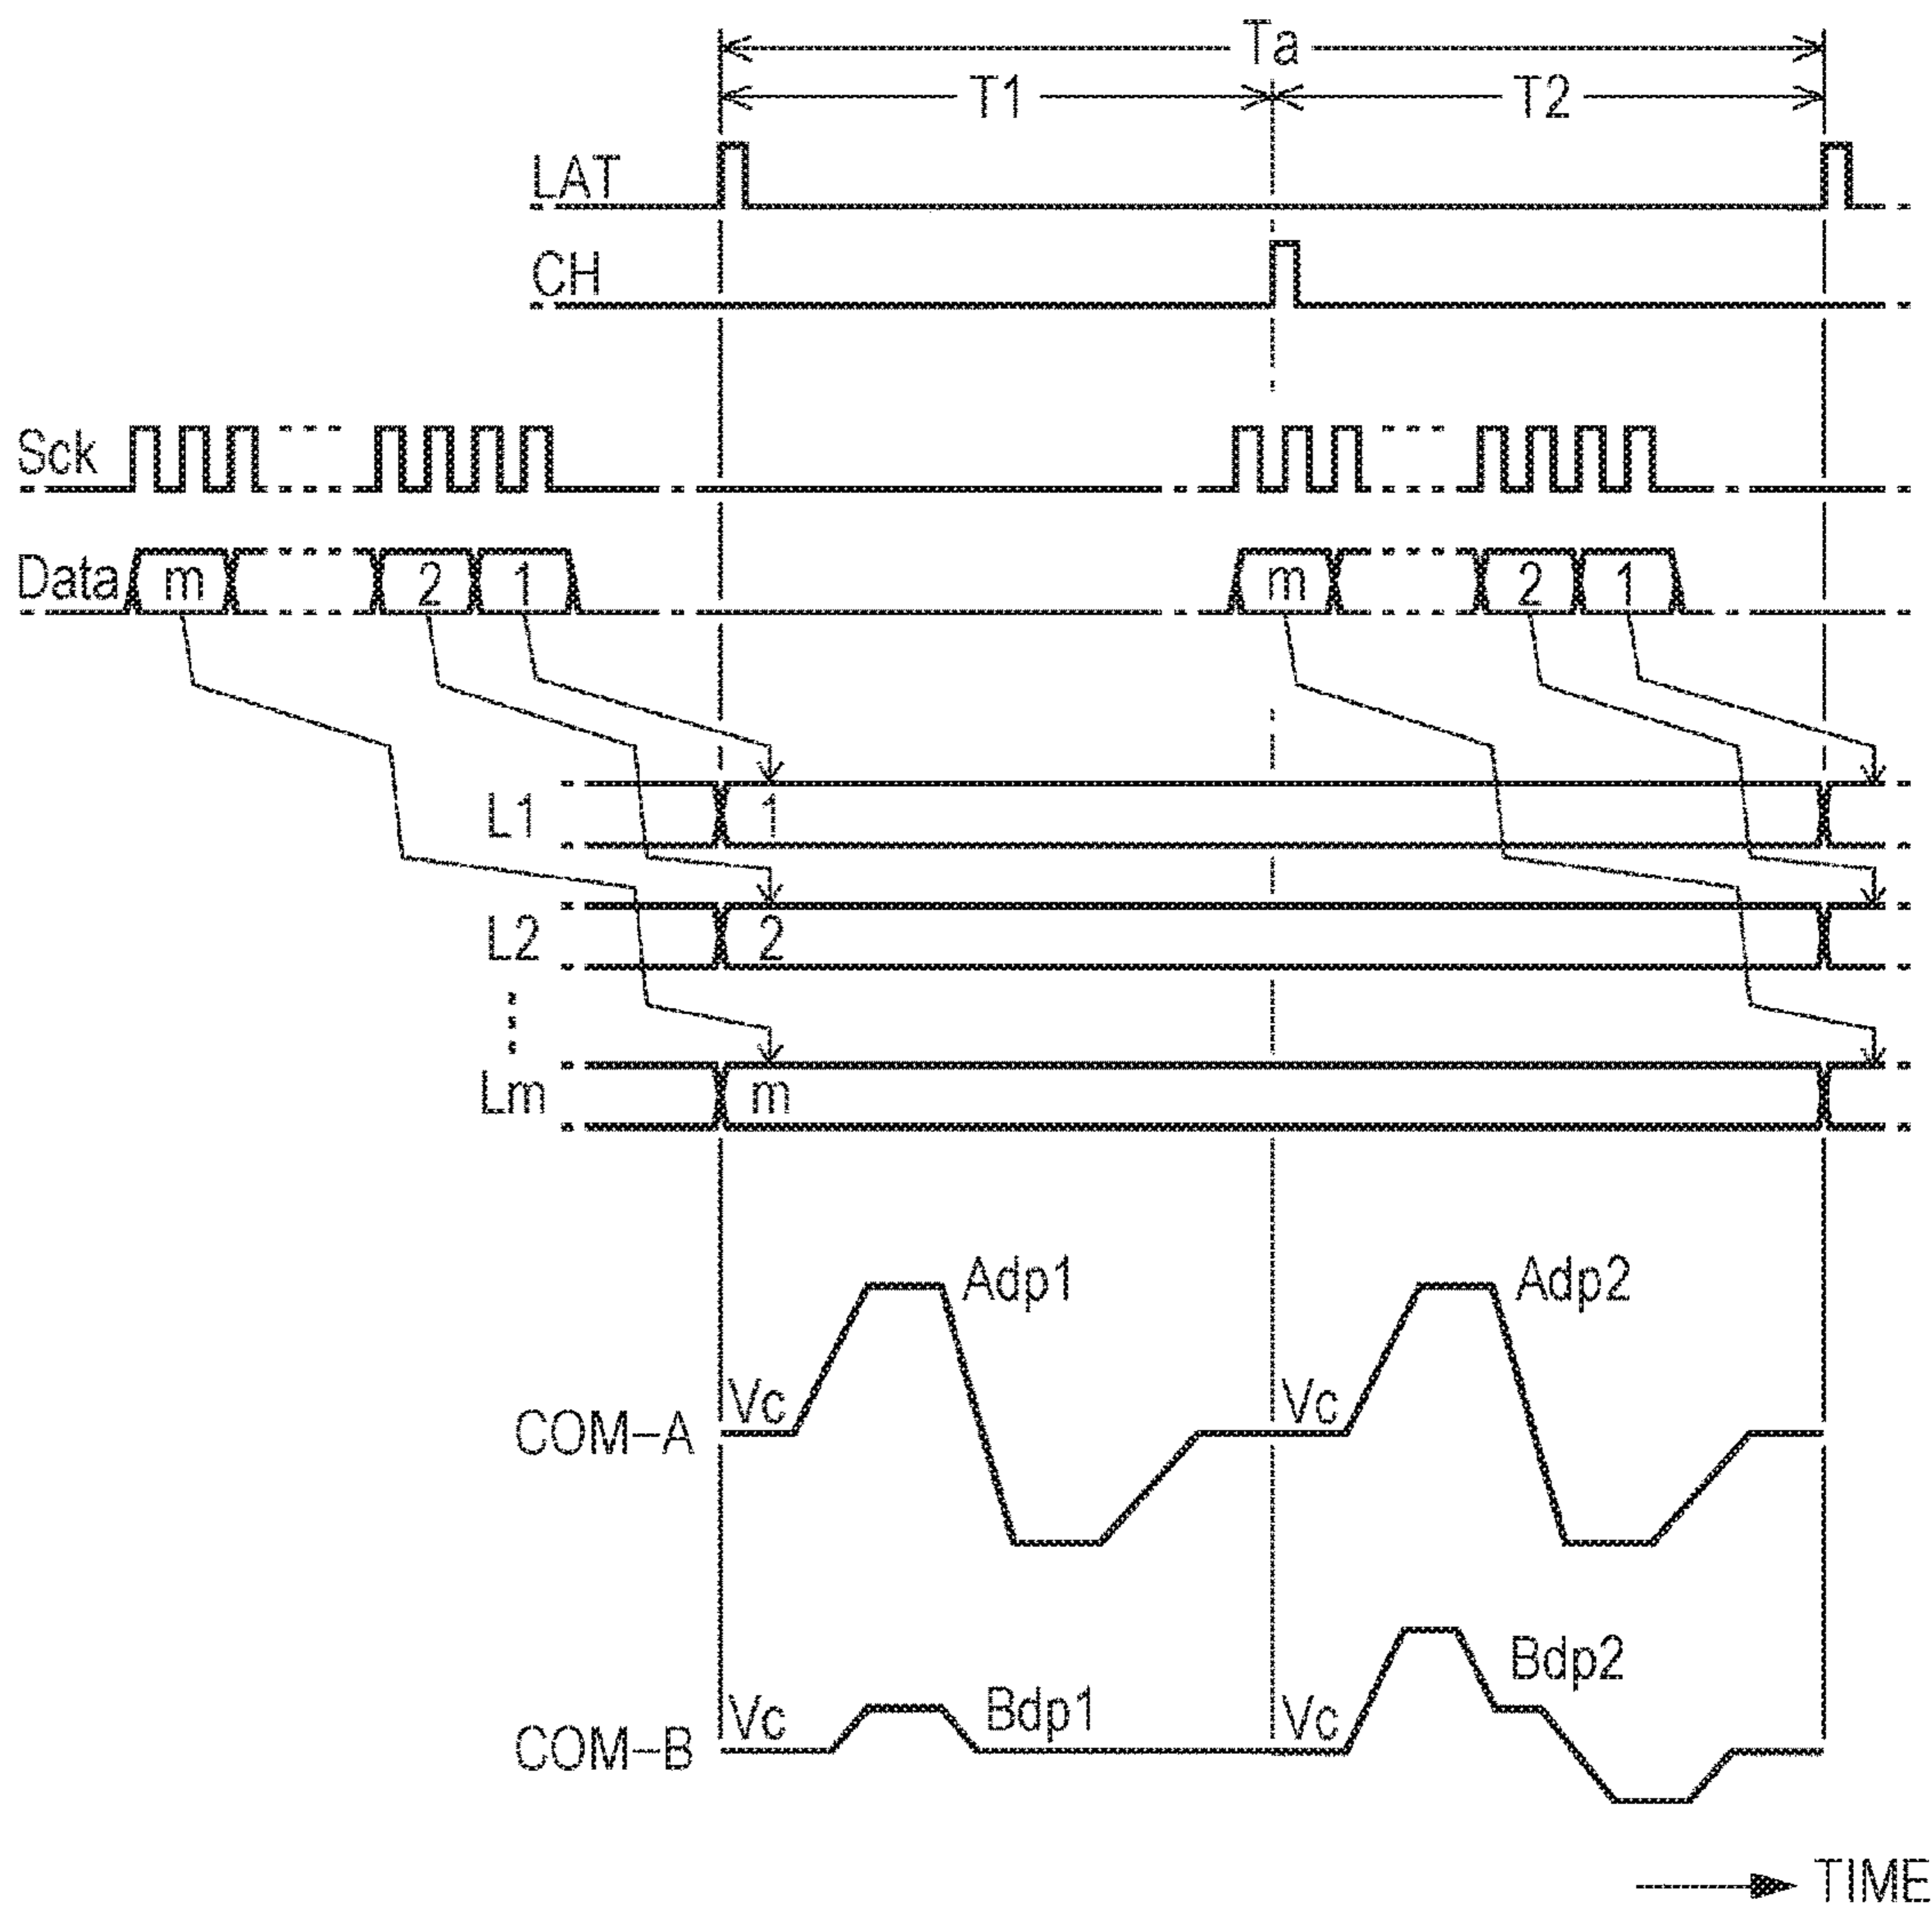 Ta
T1 T2
LAT
CH
Sck
Data m 2 1 m 2 1
L1 1
L2 2
Lm m
Adp1 Adp2
Vc Vc
COM-A
Bdp2
Vc Bdp1 Vc
COM-B
TIME